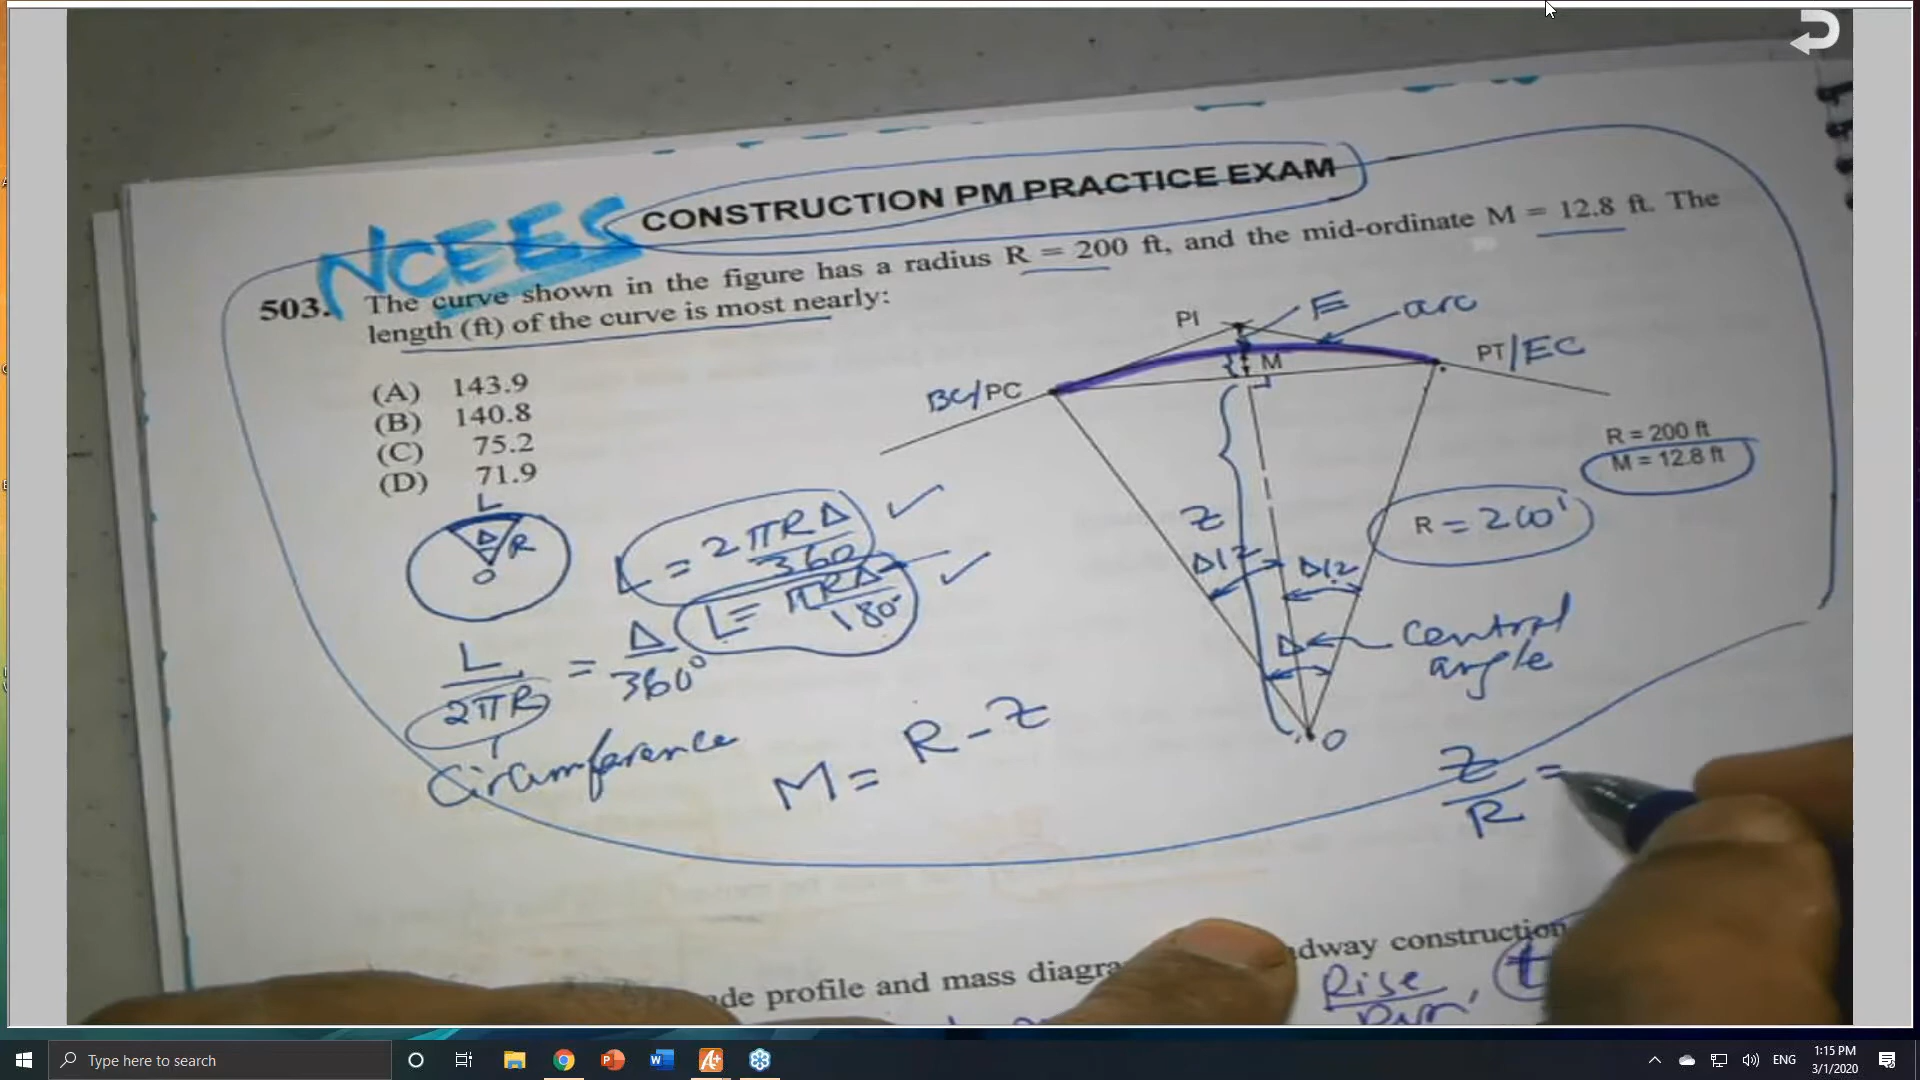 CONSTRUCTION PM PRACTICE EXAM
NCEES
503. The curve shown in the figure has a radius R = 200 ft, and the mid-ordinate M = 12.8 ft. The
length (ft) of the curve is most nearly:
(A) 143.9
(B) 140.8
(C) 75.2
(D) 71.9
PI
E
arc
M
PT/EC
BC/PC
R = 200 ft
M = 12.8 ft
R = 200'
Z
Δ/2
Δ/2
Δ
central
angle
O
L
Δ
R
O
L = 2πRΔ
360
L = πRΔ
180°
L
2πR
=
Δ
360°
Circumference
M = R - Z
Z
R
=
profile and mass diagra
adway construction
Rise
t
Type here to search
ENG
1:15 PM
3/1/2020